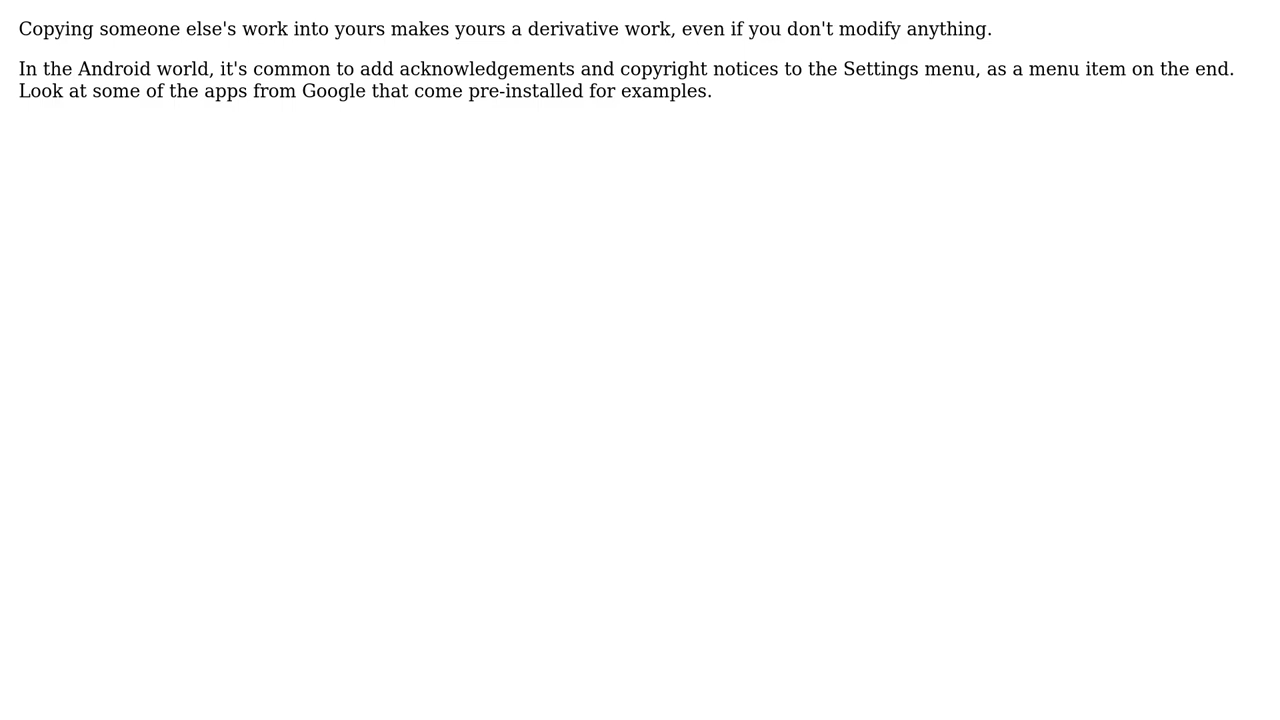 Copying someone else's work into yours makes yours a derivative work, even if you don't modify anything.
In the Android world, it's common to add acknowledgements and copyright notices to the Settings menu, as a menu item on the end.
Look at some of the apps from Google that come pre-installed for examples.